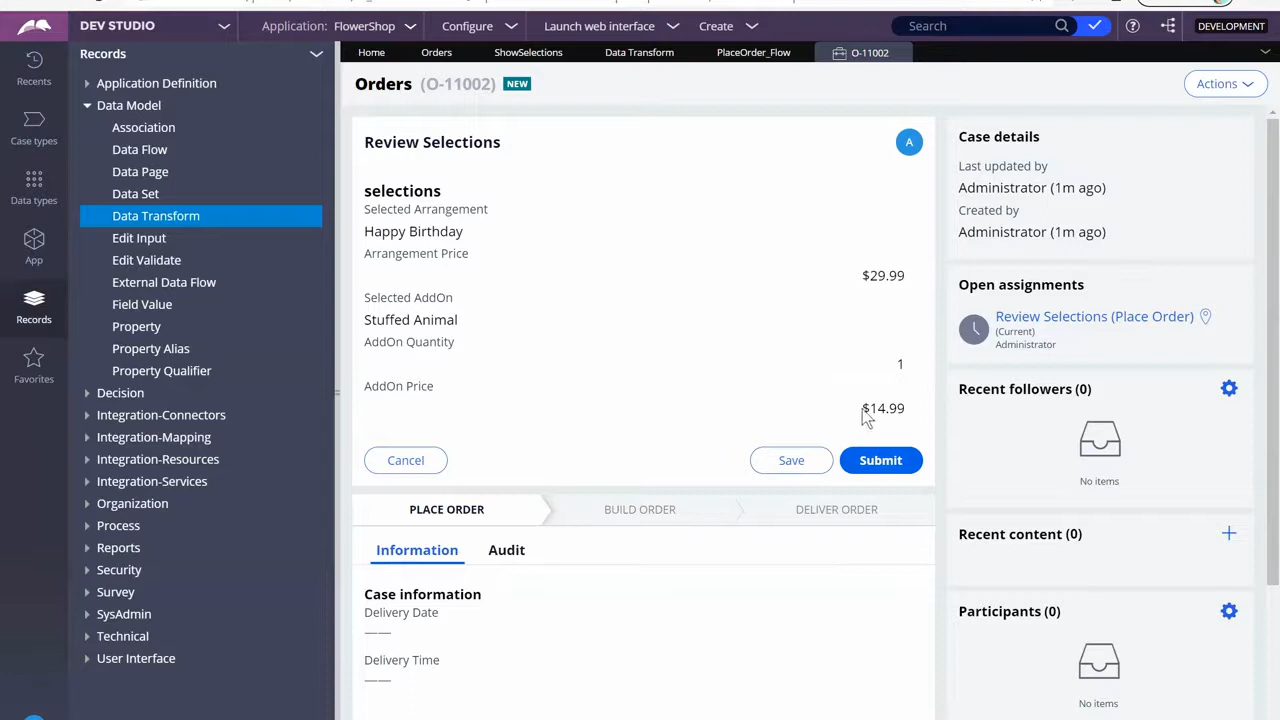 DEV STUDIO
Application: FlowerShop
Configure
Launch web interface
Create
Search
DEVELOPMENT
Recents
Case types
Data types
App
Records
Favorites
Records
Application Definition
Data Model
Association
Data Flow
Data Page
Data Set
Data Transform
Edit Input
Edit Validate
External Data Flow
Field Value
Property
Property Alias
Property Qualifier
Decision
Integration-Connectors
Integration-Mapping
Integration-Resources
Integration-Services
Organization
Process
Reports
Security
Survey
SysAdmin
Technical
User Interface
Home
Orders
ShowSelections
Data Transform
PlaceOrder_Flow
O-11002
Orders (O-11002) NEW
Actions
Review Selections
A
selections
Selected Arrangement
Happy Birthday
Arrangement Price
$29.99
Selected AddOn
Stuffed Animal
AddOn Quantity
1
AddOn Price
$14.99
Cancel
Save
Submit
PLACE ORDER
BUILD ORDER
DELIVER ORDER
Information
Audit
Case information
Delivery Date
——
Delivery Time
——
Case details
Last updated by
Administrator (1m ago)
Created by
Administrator (1m ago)
Open assignments
Review Selections (Place Order)
(Current)
Administrator
Recent followers (0)
No items
Recent content (0)
Participants (0)
No items